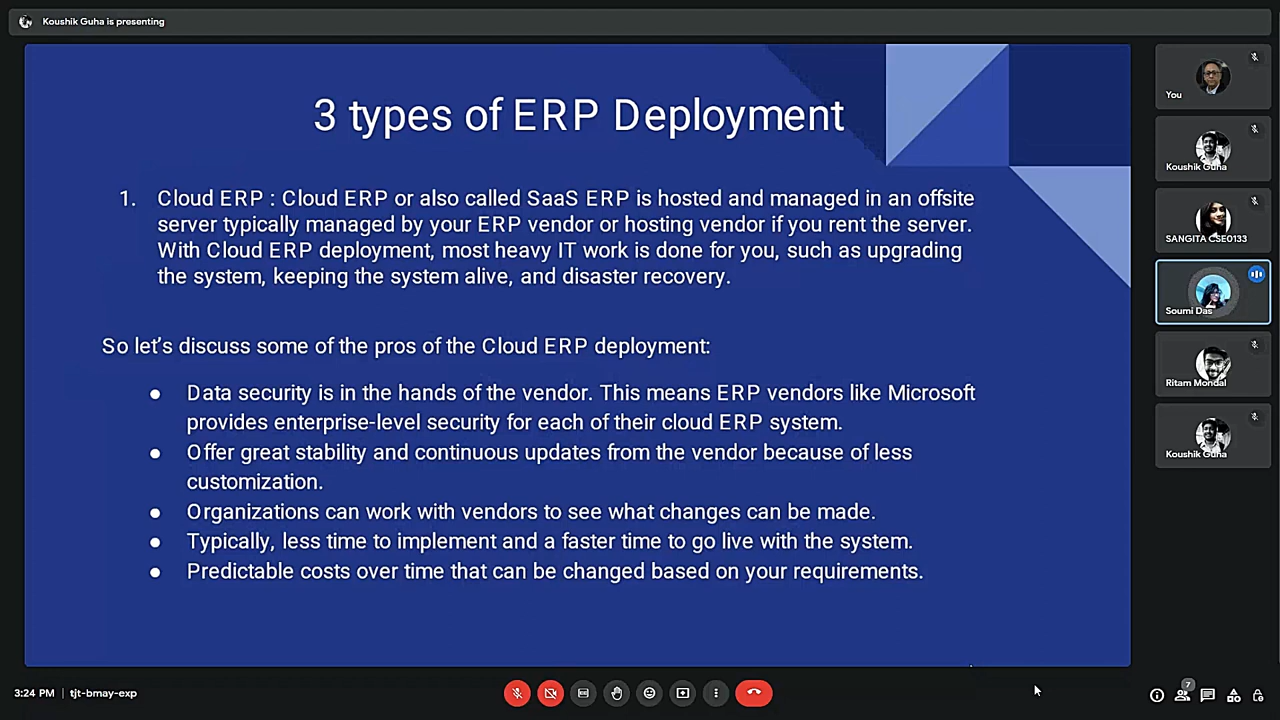 Koushik Guha is presenting
3 types of ERP Deployment
1. Cloud ERP : Cloud ERP or also called SaaS ERP is hosted and managed in an offsite
server typically managed by your ERP vendor or hosting vendor if you rent the server.
With Cloud ERP deployment, most heavy IT work is done for you, such as upgrading
the system, keeping the system alive, and disaster recovery.
So let's discuss some of the pros of the Cloud ERP deployment:
● Data security is in the hands of the vendor. This means ERP vendors like Microsoft
provides enterprise-level security for each of their cloud ERP system.
● Offer great stability and continuous updates from the vendor because of less
customization.
● Organizations can work with vendors to see what changes can be made.
● Typically, less time to implement and a faster time to go live with the system.
● Predictable costs over time that can be changed based on your requirements.
You
Koushik Guha
SANGITA CSE0133
Soumi Das
Ritam Mondal
Koushik Guha
3:24 PM | tjt-bmay-exp
7